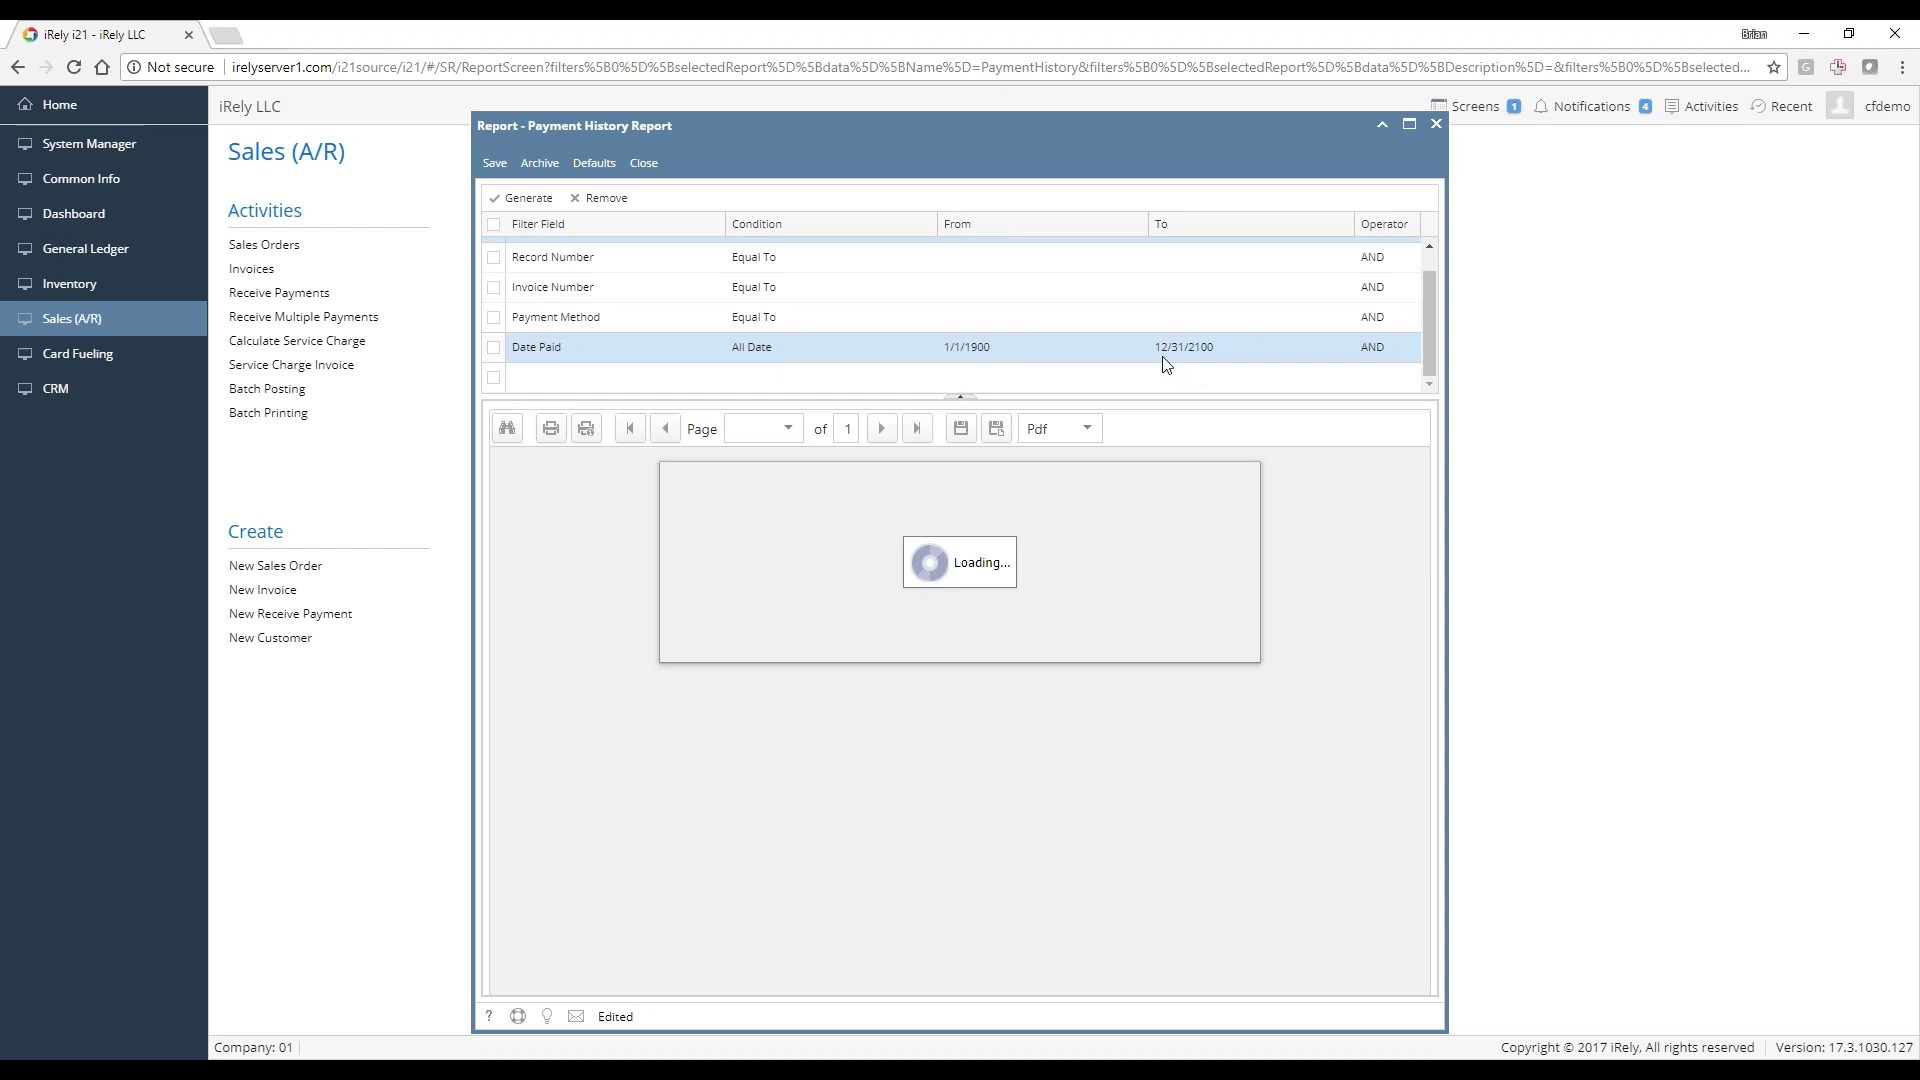 iRely i21 - iRely LLC
Brian
Not secure irelyserver1.com/i21source/i21/#/SR/ReportScreen?filters%5B0%5D%5BselectedReport%5D%5Bdata%5D%5BName%5D=PaymentHistory&filters%5B0%5D%5BselectedReport%5D%5Bdata%5D%5BDescription%5D=&filters%5B0%5D%5Bselected...
G
Home
iRely LLC
Screens 1 Notifications 4 Activities Recent cfdemo
System Manager
Common Info
Dashboard
General Ledger
Inventory
Sales (A/R)
Card Fueling
CRM
Sales (A/R)
Activities
Sales Orders
Invoices
Receive Payments
Receive Multiple Payments
Calculate Service Charge
Service Charge Invoice
Batch Posting
Batch Printing
Create
New Sales Order
New Invoice
New Receive Payment
New Customer
Report - Payment History Report
Save Archive Defaults Close
Generate Remove
Filter Field Condition From To Operator
Record Number Equal To AND
Invoice Number Equal To AND
Payment Method Equal To AND
Date Paid All Date 1/1/1900 12/31/2100 AND
Page of 1 Pdf
Loading...
? Edited
Company: 01
Copyright © 2017 iRely, All rights reserved Version: 17.3.1030.127